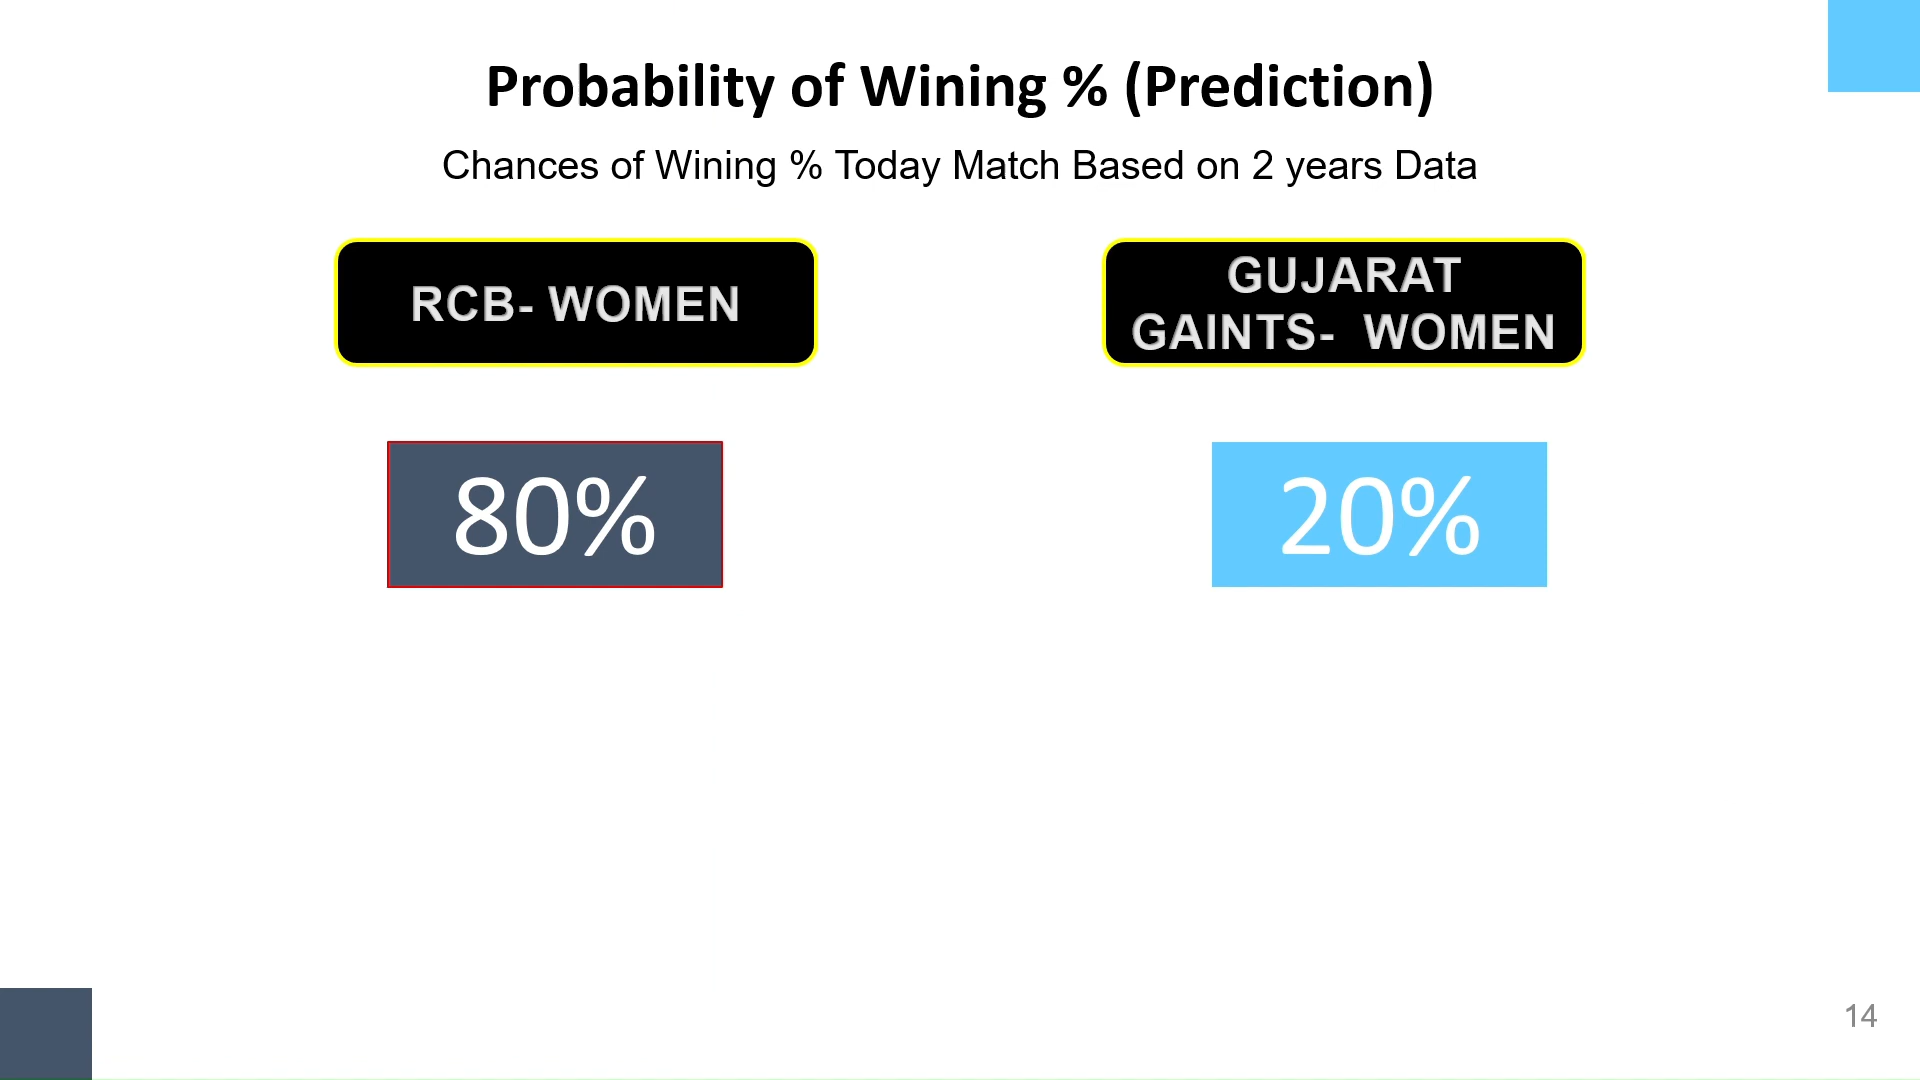 Probability of Wining % (Prediction)
Chances of Wining % Today Match Based on 2 years Data
RCB- WOMEN
GUJARAT
GAINTS- WOMEN
80%
20%
14